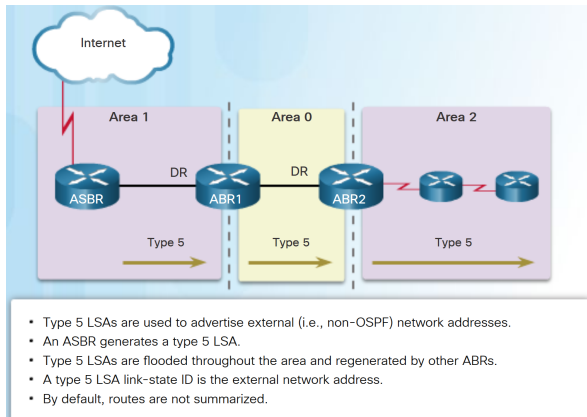 Internet
Area 1
Area 0
Area 2
DR
DR
ASBR
ABR1
ABR2
Type 5
Type 5
Type 5
• Type 5 LSAs are used to advertise external (i.e., non-OSPF) network addresses.
• An ASBR generates a type 5 LSA.
• Type 5 LSAs are flooded throughout the area and regenerated by other ABRs.
• A type 5 LSA link-state ID is the external network address.
• By default, routes are not summarized.